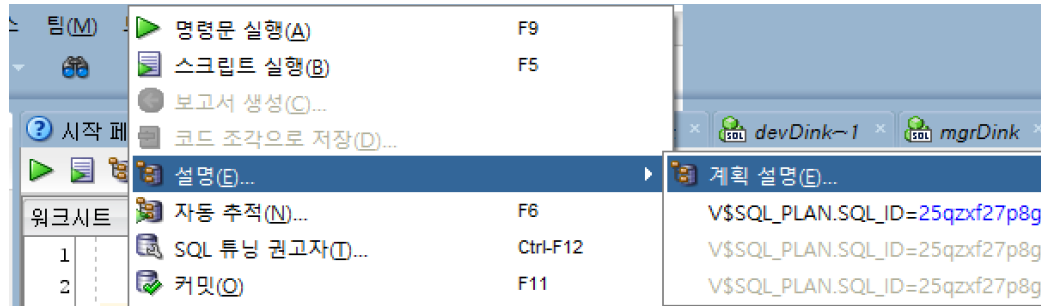 팀(M)
명령문 실행(A) F9
스크립트 실행(B) F5
보고서 생성(C)...
시작 페 코드 조각으로 저장(D)... devDink~1 mgrDink
설명(E)... 계획 설명(E)...
워크시트 자동 추적(N)... F6 V$SQL_PLAN.SQL_ID=25qzxf27p8g
1 SQL 튜닝 권고자(T)... Ctrl-F12 V$SQL_PLAN.SQL_ID=25qzxf27p8g
2 커밋(O) F11 V$SQL_PLAN.SQL_ID=25qzxf27p8g